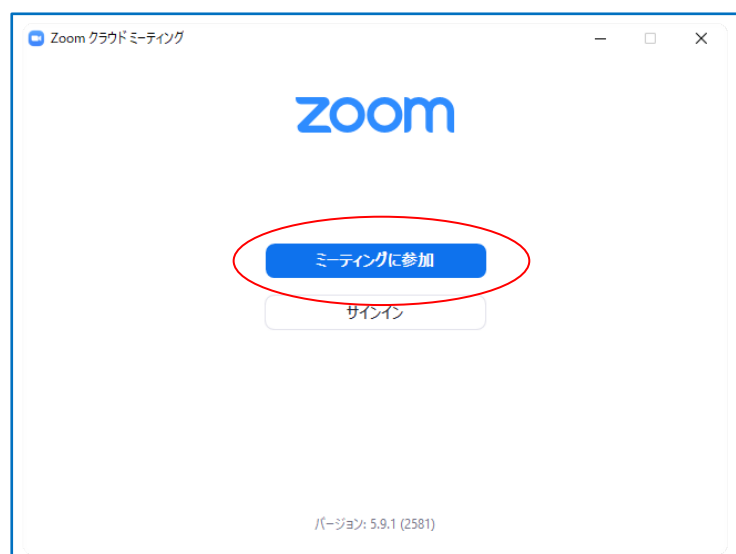 Zoom クラウド ミーティング
zoom
ミーティングに参加
サインイン
バージョン: 5.9.1 (2581)